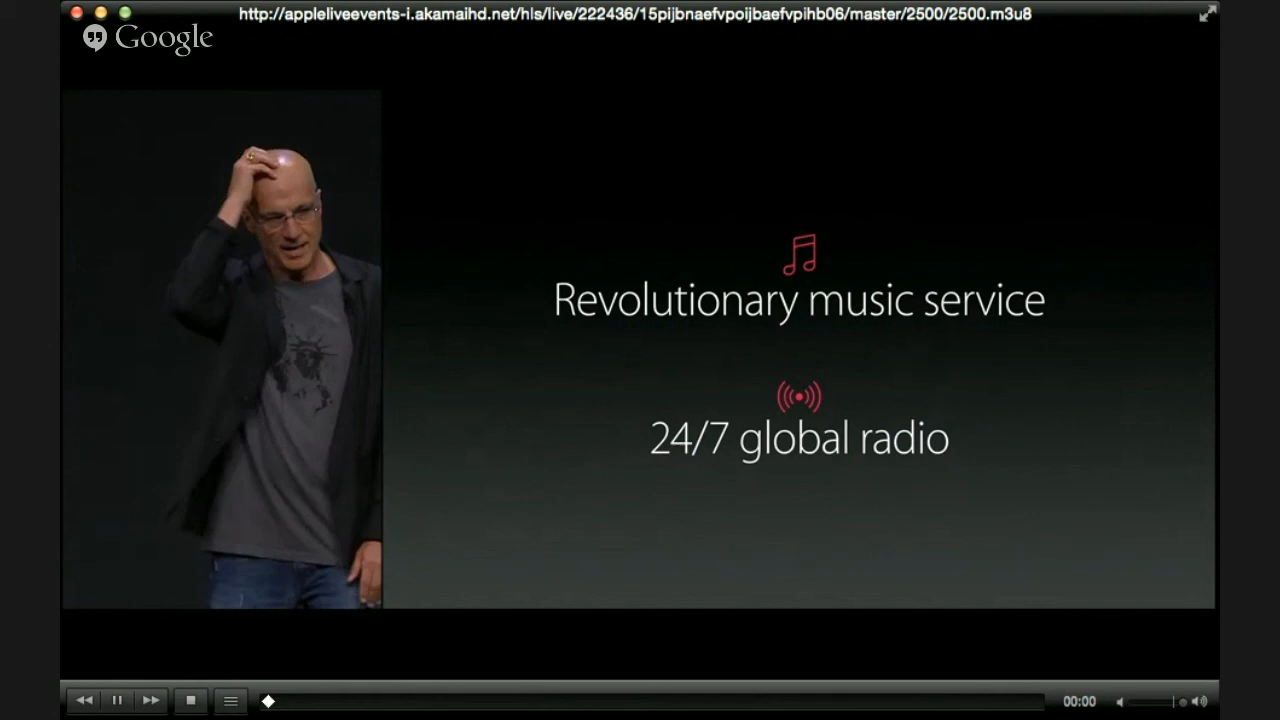 http://appleliveevents-i.akamaihd.net/hls/live/222436/15pijbnaefvpoijbaefvpihb06/master/2500/2500.m3u8
Google
Revolutionary music service
24/7 global radio
00:00